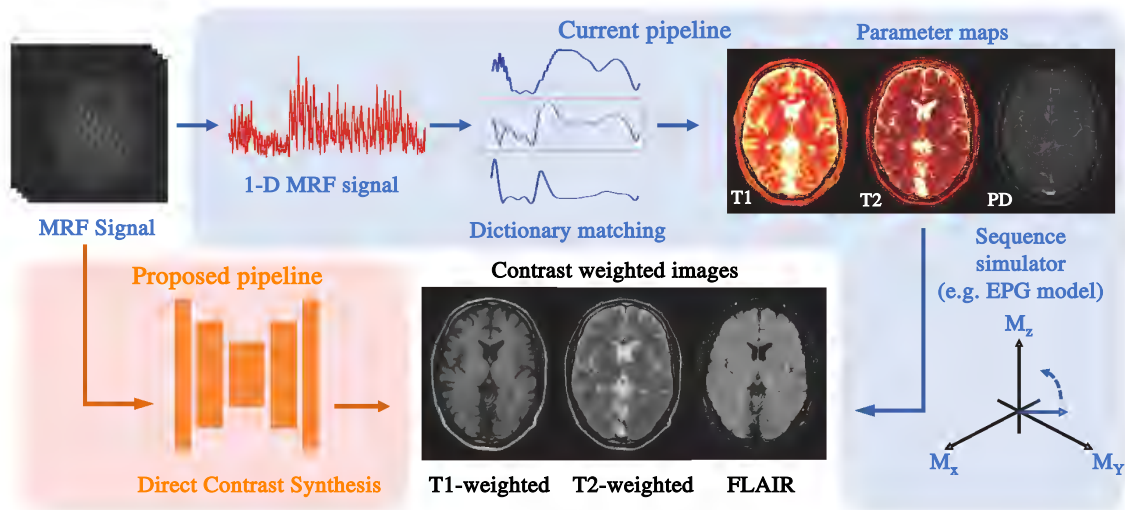 Current pipeline
Parameter maps
1-D MRF signal
T1
T2
PD
MRF Signal
Dictionary matching
Sequence
simulator
(e.g. EPG model)
Proposed pipeline
Contrast weighted images
MZ
MX
MY
Direct Contrast Synthesis
T1-weighted
T2-weighted
FLAIR